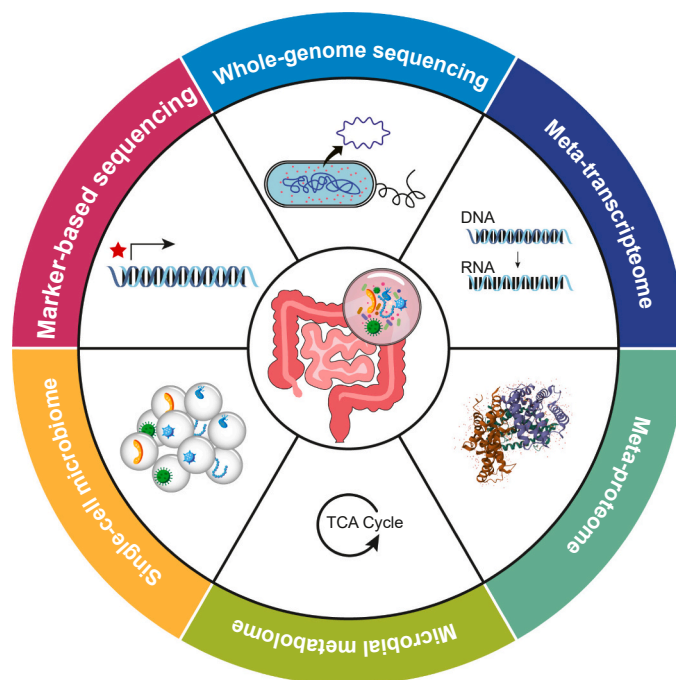 Whole-genome sequencing
Marker-based sequencing
Meta-transcripteome
DNA
RNA
Single-cell microbiome
Meta-proteome
TCA Cycle
Microbial metabolome